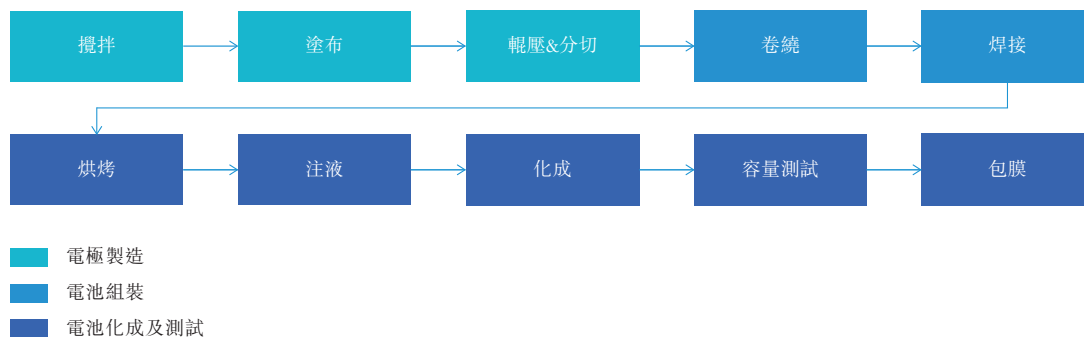 攪拌
塗布
輥壓&分切
卷繞
焊接
烘烤
注液
化成
容量測試
包膜
電極製造
電池組裝
電池化成及測試